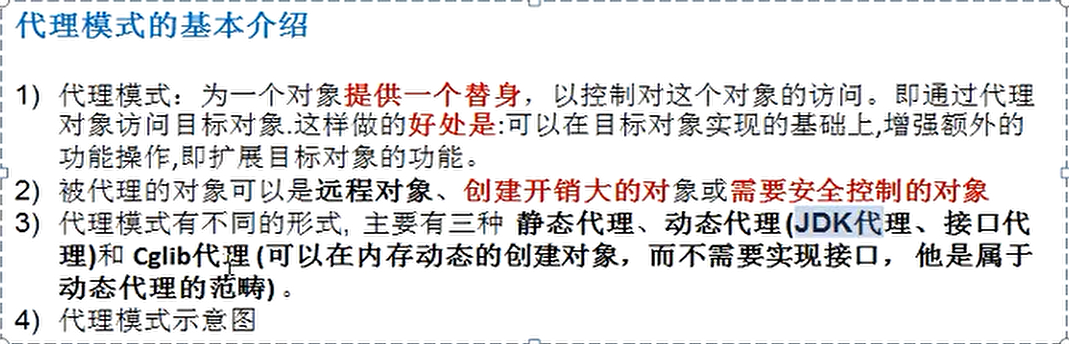 代理模式的基本介绍
1) 代理模式：为一个对象提供一个替身，以控制对这个对象的访问。即通过代理
对象访问目标对象.这样做的好处是:可以在目标对象实现的基础上,增强额外的
功能操作,即扩展目标对象的功能。
2) 被代理的对象可以是远程对象、创建开销大的对象或需要安全控制的对象
3) 代理模式有不同的形式, 主要有三种 静态代理、动态代理 (JDK代理、接口代
理)和 Cglib代理 (可以在内存动态的创建对象，而不需要实现接口， 他是属于
动态代理的范畴) 。
4) 代理模式示意图